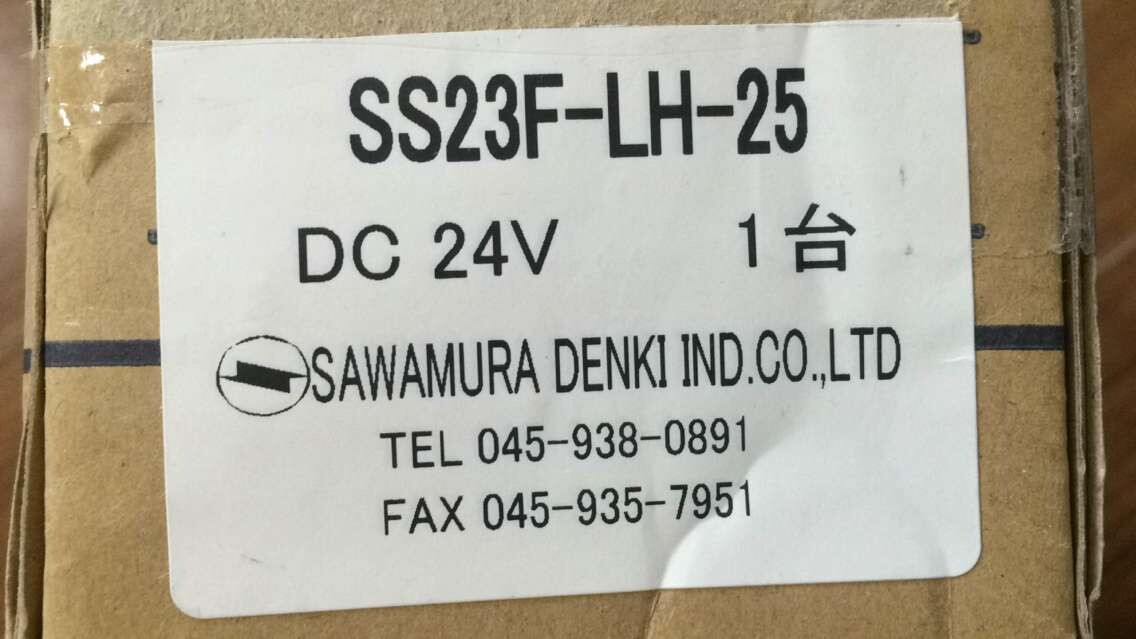 SS23F-LH-25
DC 24V 1台
SAWAMURA DENKI IND.CO.,LTD
TEL 045-938-0891
FAX 045-935-7951